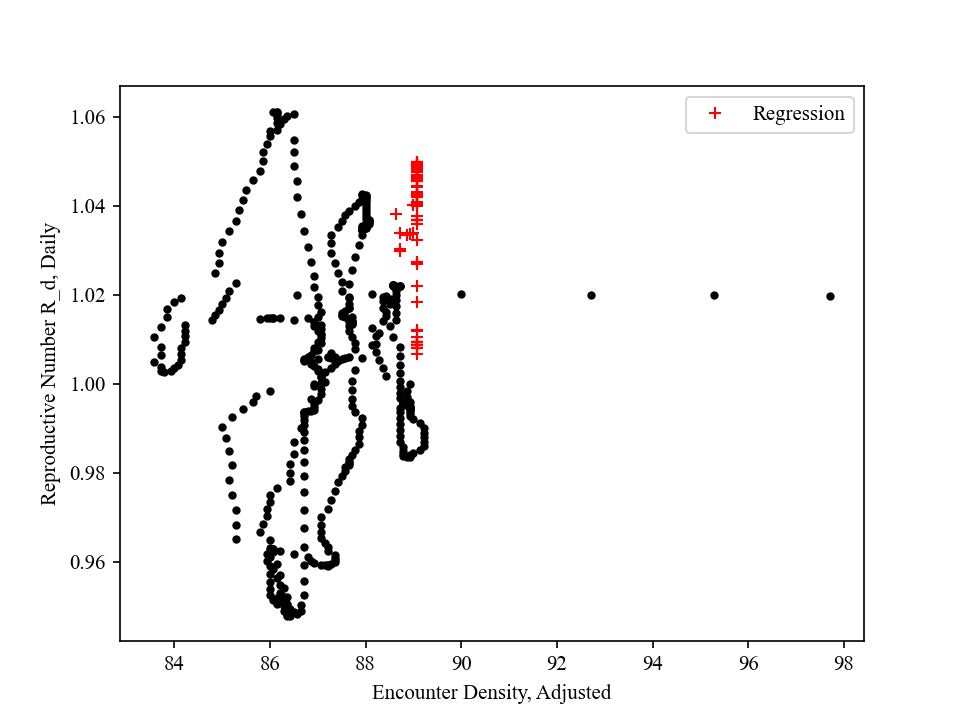 Regression
1.06
1.04
1.02
1.00
0.98
0.96
Reproductive Number R_d, Daily
84 86 88 90 92 94 96 98
Encounter Density, Adjusted